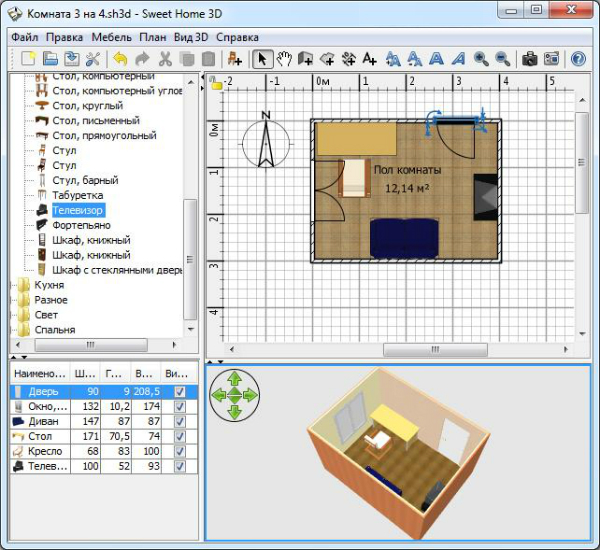 Комната 3 на 4.sh3d - Sweet Home 3D
Файл Правка Мебель План Вид 3D Справка
Стол, компьютерный
Стол, компьютерный углов
Стол, круглый
Стол, письменный
Стол, прямоугольный
Стул
Стул
Стул, барный
Табуретка
Телевизор
Фортепьяно
Шкаф, книжный
Шкаф, книжный
Шкаф с стеклянными дверь
Кухня
Разное
Свет
Спальня
-2 -1 0м 1 2 3 4 5
0м
1
2
3
4
N
Пол комнаты
12,14 м²
Наимено... Ш... Г... В... Ви...
Дверь 90 9 208,5
Окно,... 132 10,2 174
Диван 147 87 87
Стол 171 70,5 74
Кресло 68 83 100
Телев... 100 52 93